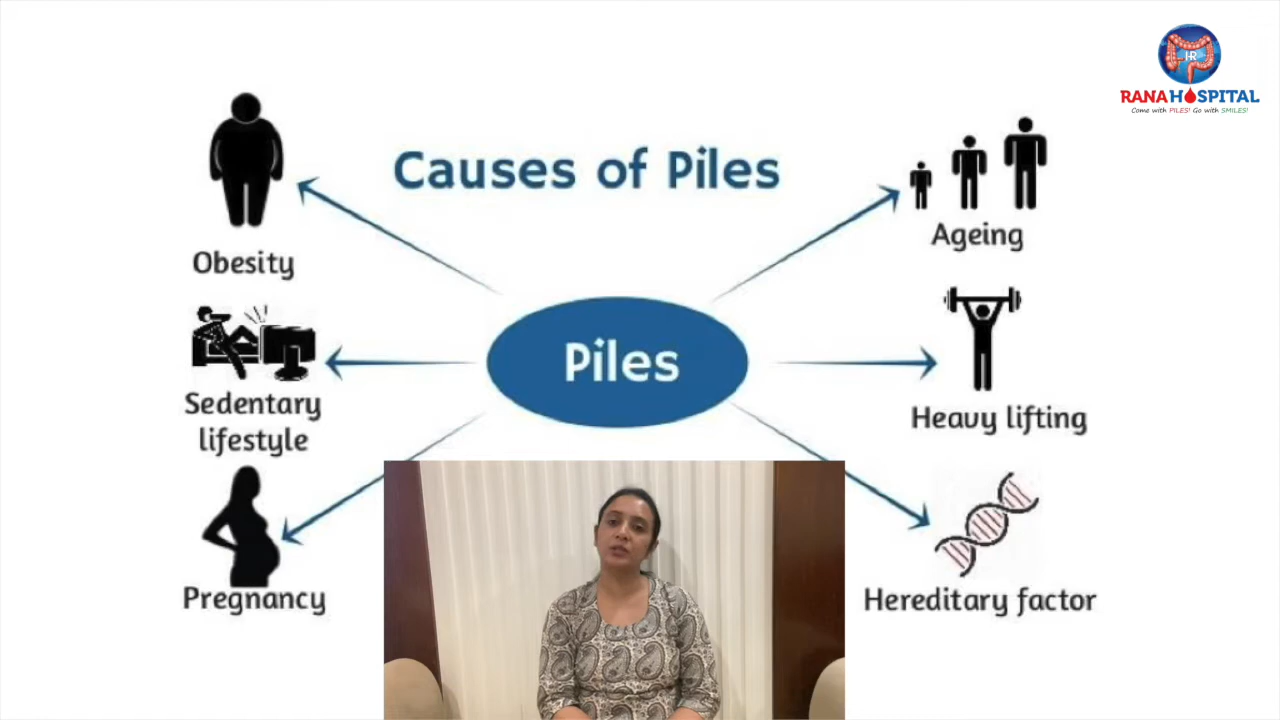 HR
RANA HOSPITAL
Come with PILES! Go with SMILES!
Causes of Piles
Obesity
Ageing
Piles
Sedentary
lifestyle
Heavy lifting
Pregnancy
Hereditary factor